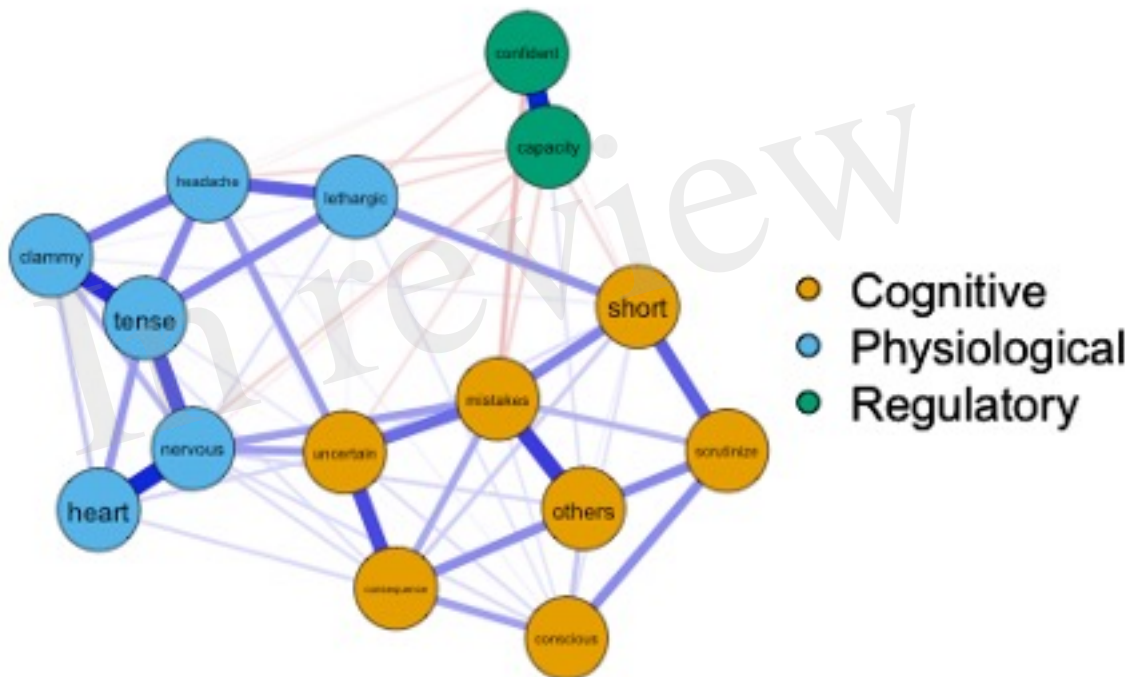 confident
capacity
headache
lethargic
clammy
tense
short
mistakes
nervous
uncertain
scrutinize
heart
others
consequence
conscious
Cognitive
Physiological
Regulatory
In review